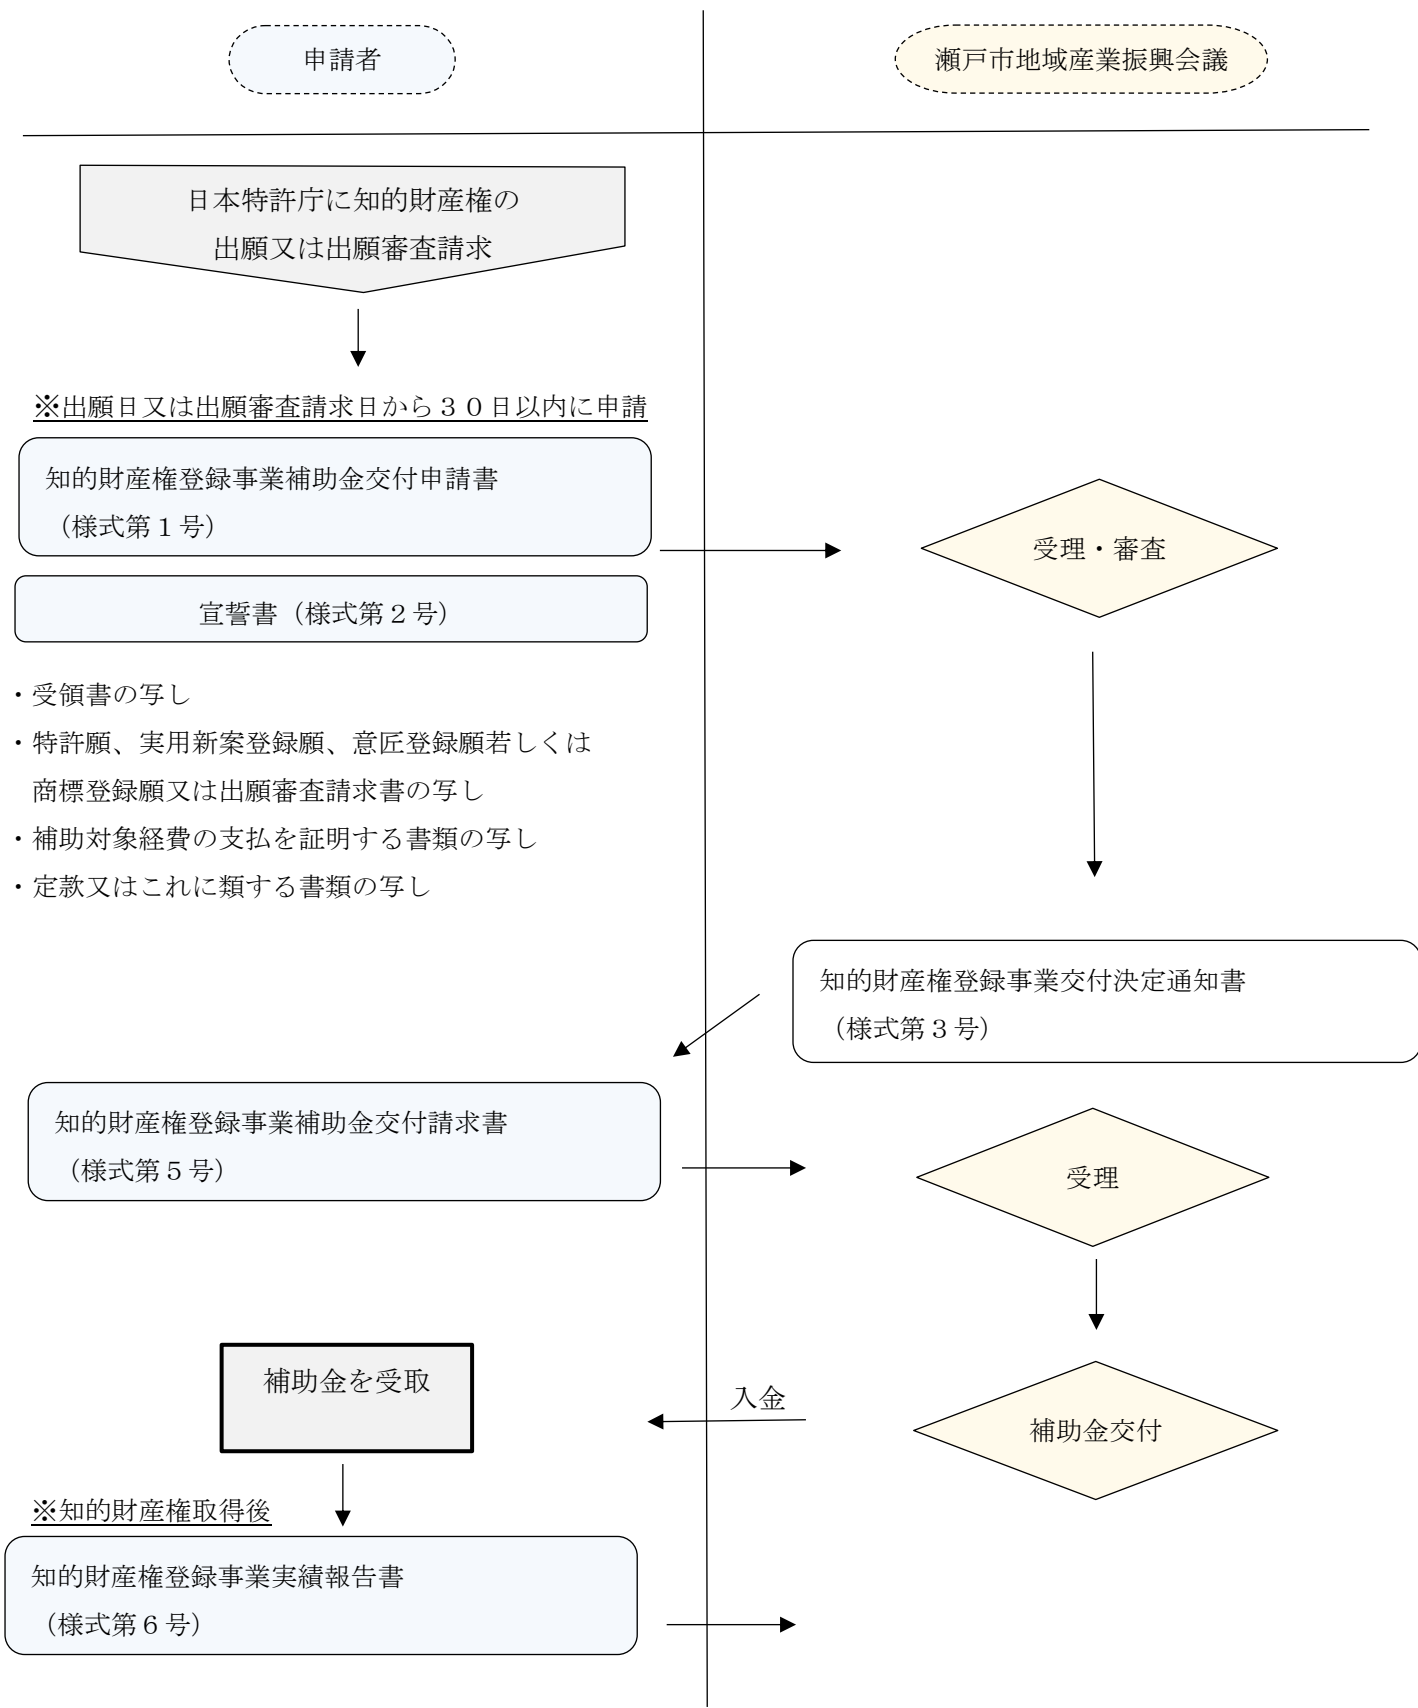 申請者
瀬戸市地域産業振興会議
日本特許庁に知的財産権の
出願又は出願審査請求
※出願日又は出願審査請求日から３０日以内に申請
知的財産権登録事業補助金交付申請書
（様式第１号）
受理・審査
宣誓書（様式第２号）
・受領書の写し
・特許願、実用新案登録願、意匠登録願若しくは
商標登録願又は出願審査請求書の写し
・補助対象経費の支払を証明する書類の写し
・定款又はこれに類する書類の写し
知的財産権登録事業交付決定通知書
（様式第３号）
知的財産権登録事業補助金交付請求書
（様式第５号）
受理
補助金を受取
入金
補助金交付
※知的財産権取得後
知的財産権登録事業実績報告書
（様式第６号）